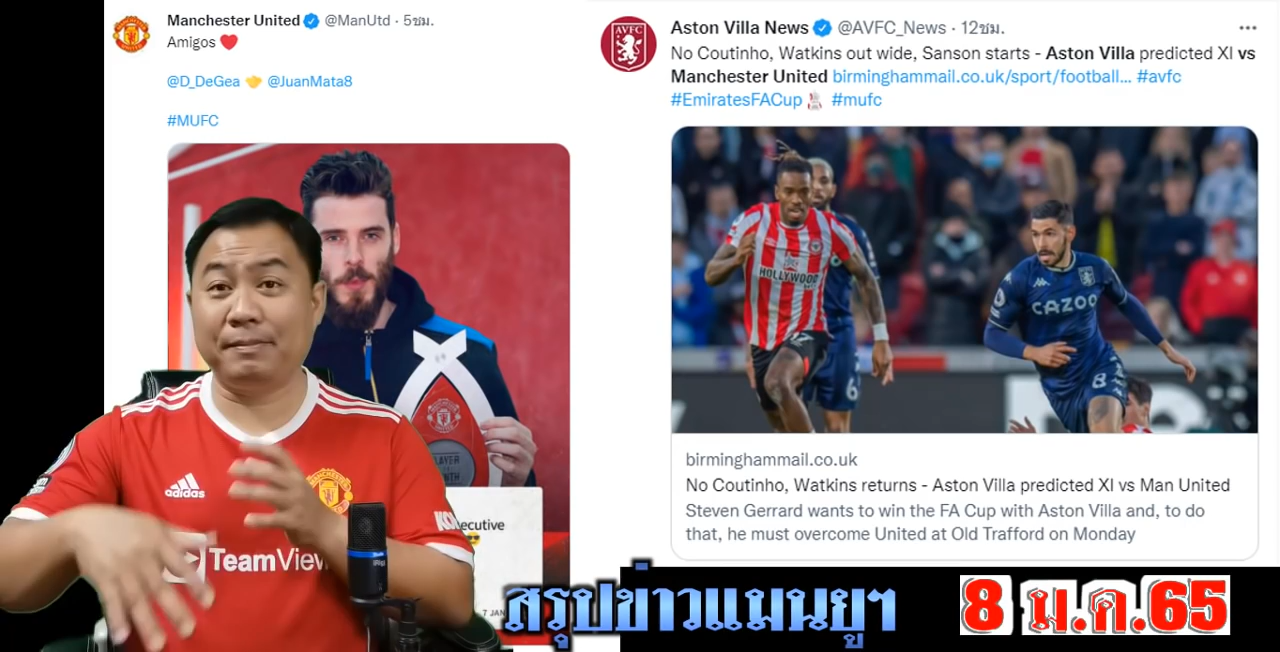 Manchester United @ManUtd · 5ชม.
Amigos
@D_DeGea @JuanMata8
#MUFC
Aston Villa News @AVFC_News · 12ชม.
No Coutinho, Watkins out wide, Sanson starts - Aston Villa predicted XI vs
Manchester United birminghammail.co.uk/sport/football... #avfc
#EmiratesFACup #mufc
AVFC
HOLLYWOOD
CAZOO
8
birminghammail.co.uk
No Coutinho, Watkins returns - Aston Villa predicted XI vs Man United
Steven Gerrard wants to win the FA Cup with Aston Villa and, to do
that, he must overcome United at Old Trafford on Monday
adidas
TeamView
ecutive
7 JAN
สรุปข่าวแมนยูฯ
8 ม.ค.65